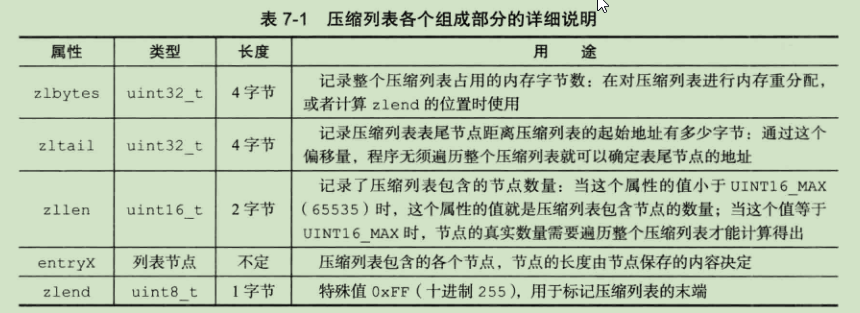 表 7-1 压缩列表各个组成部分的详细说明
属性 类型 长度 用 途
zlbytes uint32_t 4 字节 记录整个压缩列表占用的内存字节数：在对压缩列表进行内存重分配，
或者计算 zlend 的位置时使用
zltail uint32_t 4 字节 记录压缩列表表尾节点距离压缩列表的起始地址有多少字节：通过这个
偏移量，程序无须遍历整个压缩列表就可以确定表尾节点的地址
zllen uint16_t 2 字节 记录了压缩列表包含的节点数量：当这个属性的值小于 UINT16_MAX
（65535）时，这个属性的值就是压缩列表包含节点的数量；当这个值等于
UINT16_MAX 时，节点的真实数量需要遍历整个压缩列表才能计算得出
entryX 列表节点 不定 压缩列表包含的各个节点，节点的长度由节点保存的内容决定
zlend uint8_t 1 字节 特殊值 0xFF（十进制 255），用于标记压缩列表的末端